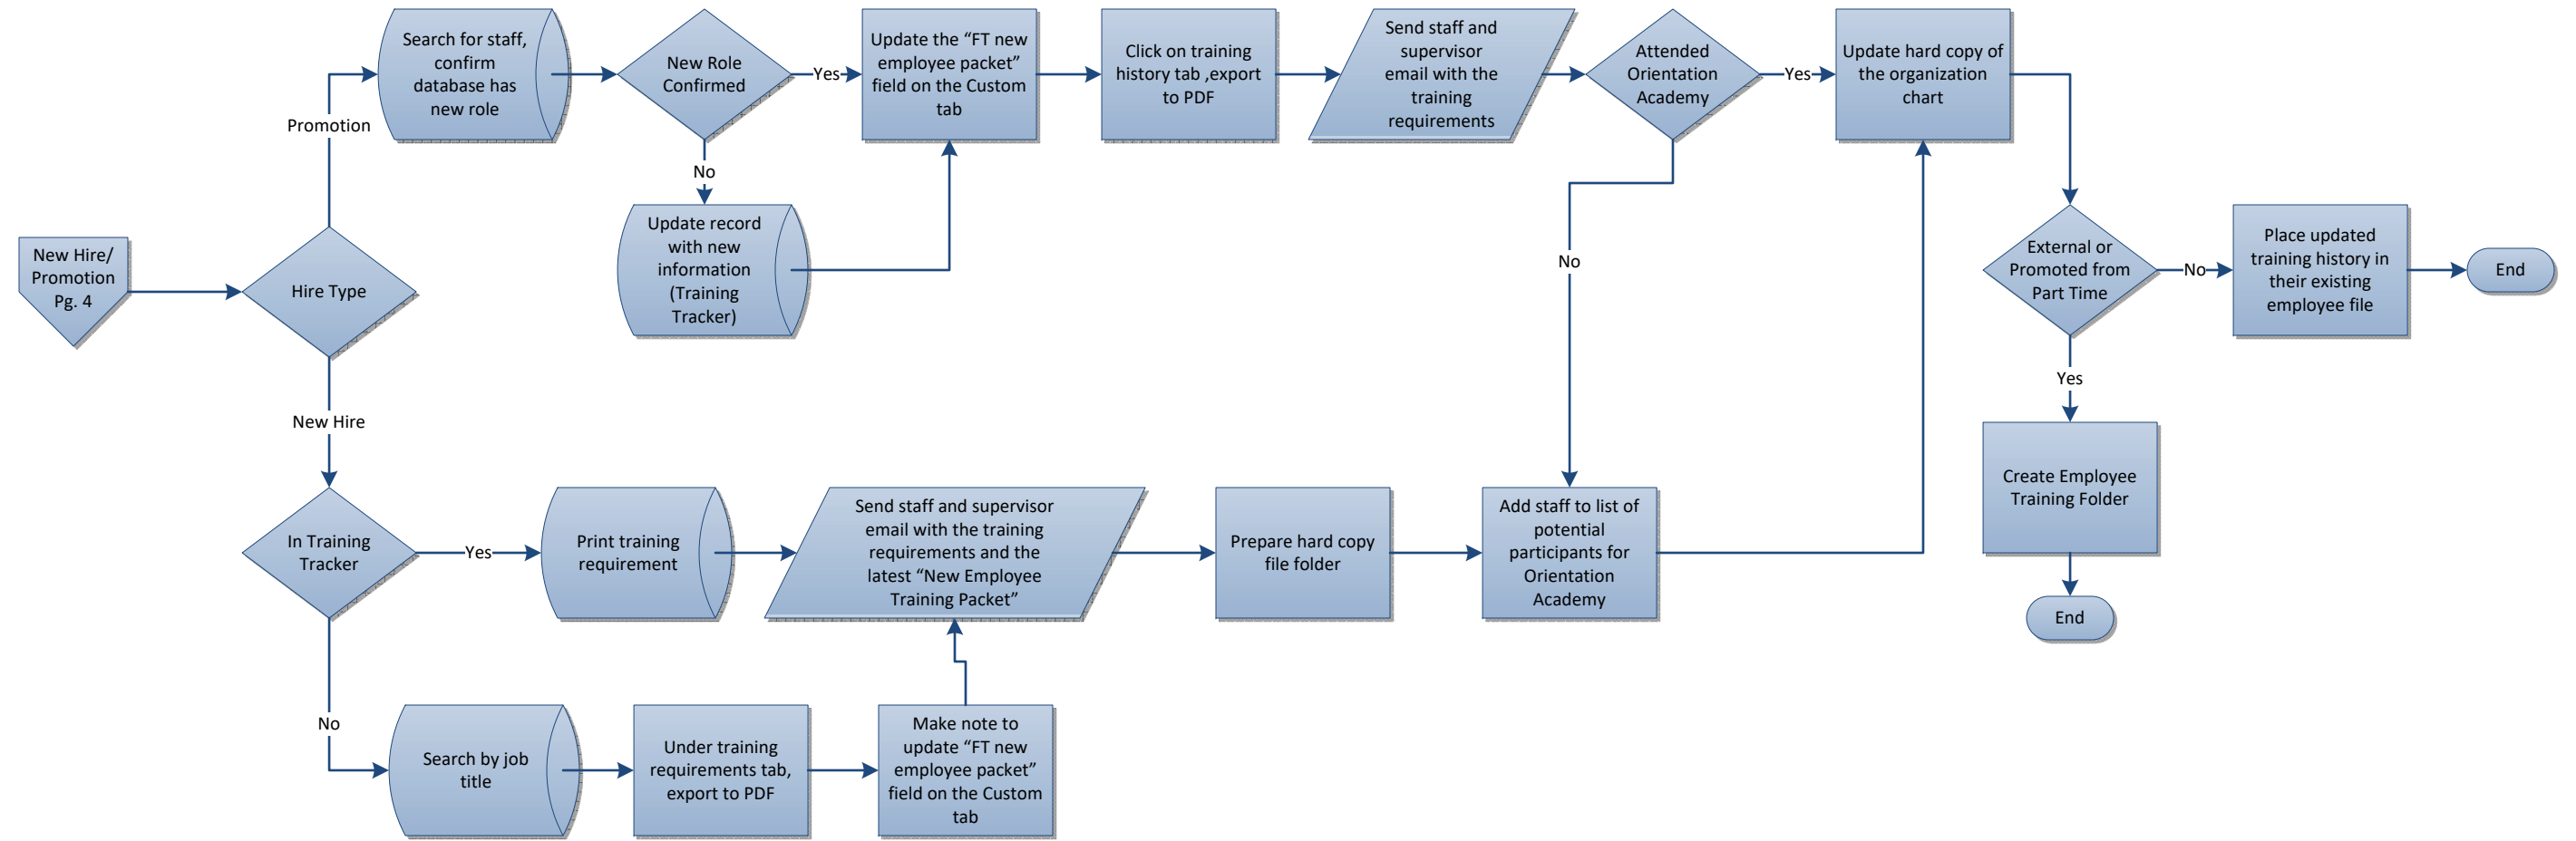 New Hire/
Promotion
Pg. 4
Hire Type
Promotion
Search for staff,
confirm
database has
new role
New Role
Confirmed
Yes
No
Update record
with new
information
(Training
Tracker)
Update the “FT new
employee packet”
field on the Custom
tab
Click on training
history tab ,export
to PDF
Send staff and
supervisor
email with the
training
requirements
Attended
Orientation
Academy
Yes
No
Update hard copy of
the organization
chart
External or
Promoted from
Part Time
No
Place updated
training history in
their existing
employee file
End
Yes
Create Employee
Training Folder
End
New Hire
In Training
Tracker
Yes
Print training
requirement
Send staff and supervisor
email with the training
requirements and the
latest “New Employee
Training Packet”
Prepare hard copy
file folder
Add staff to list of
potential
participants for
Orientation
Academy
No
Search by job
title
Under training
requirements tab,
export to PDF
Make note to
update “FT new
employee packet”
field on the Custom
tab